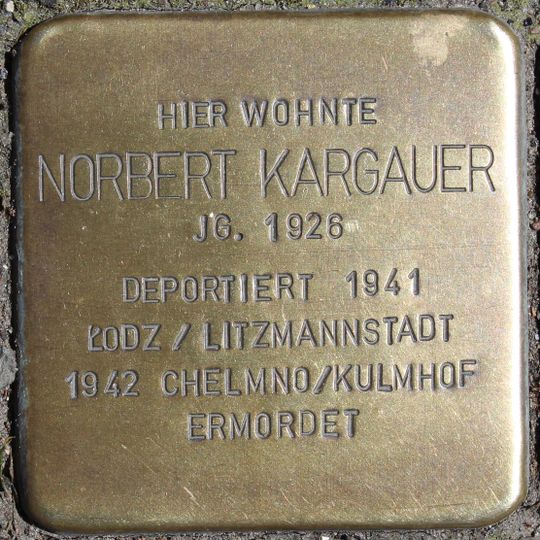 HIER WOHNTE
NORBERT KARGAUER
JG. 1926
DEPORTIERT 1941
ŁODZ / LITZMANNSTADT
1942 CHELMNO/KULMHOF
ERMORDET